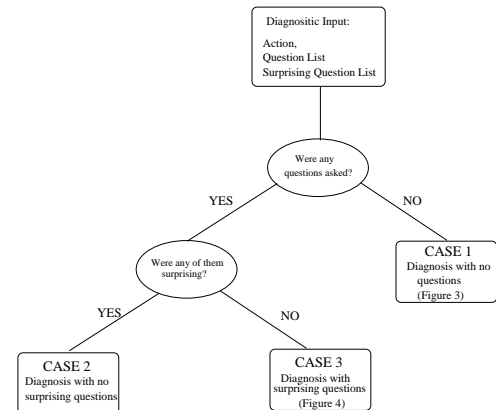 Diagnositic Input:
Action,
Question List
Surprising Question List
Were any
questions asked?
YES
NO
Were any of them
surprising?
CASE 1
Diagnosis with no
questions
(Figure 3)
YES
NO
CASE 2
Diagnosis with no
surprising questions
CASE 3
Diagnosis with
surprising questions
(Figure 4)